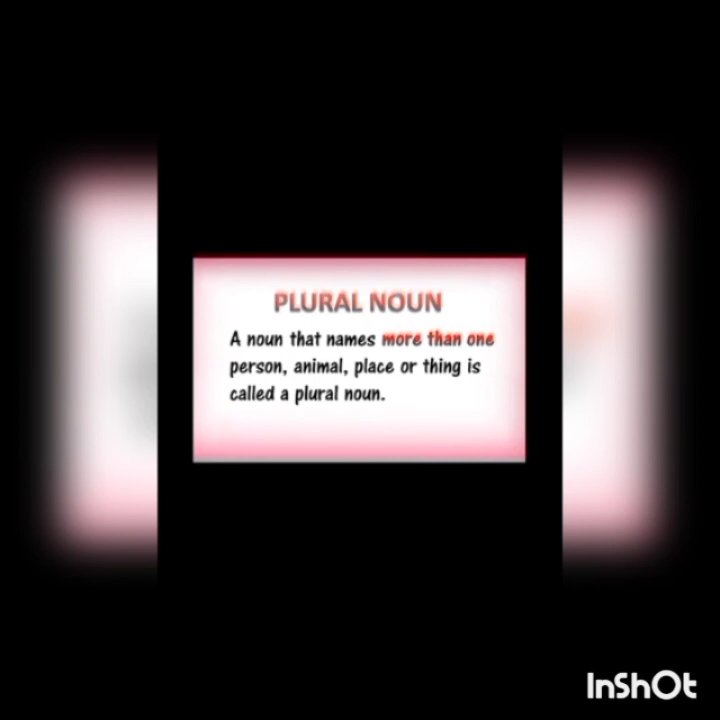 PLURAL NOUN
A noun that names more than one
person, animal, place or thing is
called a plural noun.
InShOt